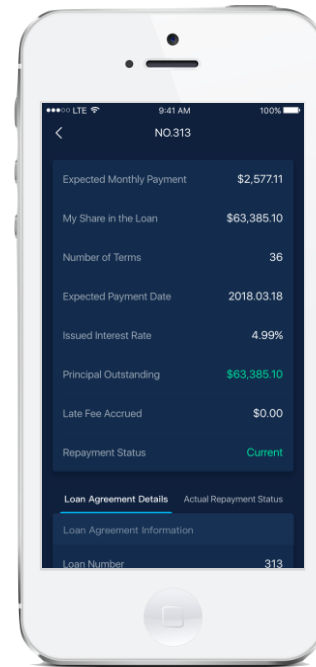 LTE 9:41 AM 100%
NO.313
Expected Monthly Payment $2,577.11
My Share in the Loan $63,385.10
Number of Terms 36
Expected Payment Date 2018.03.18
Issued Interest Rate 4.99%
Principal Outstanding $63,385.10
Late Fee Accrued $0.00
Repayment Status Current
Loan Agreement Details Actual Repayment Status
Loan Agreement Information
Loan Number 313